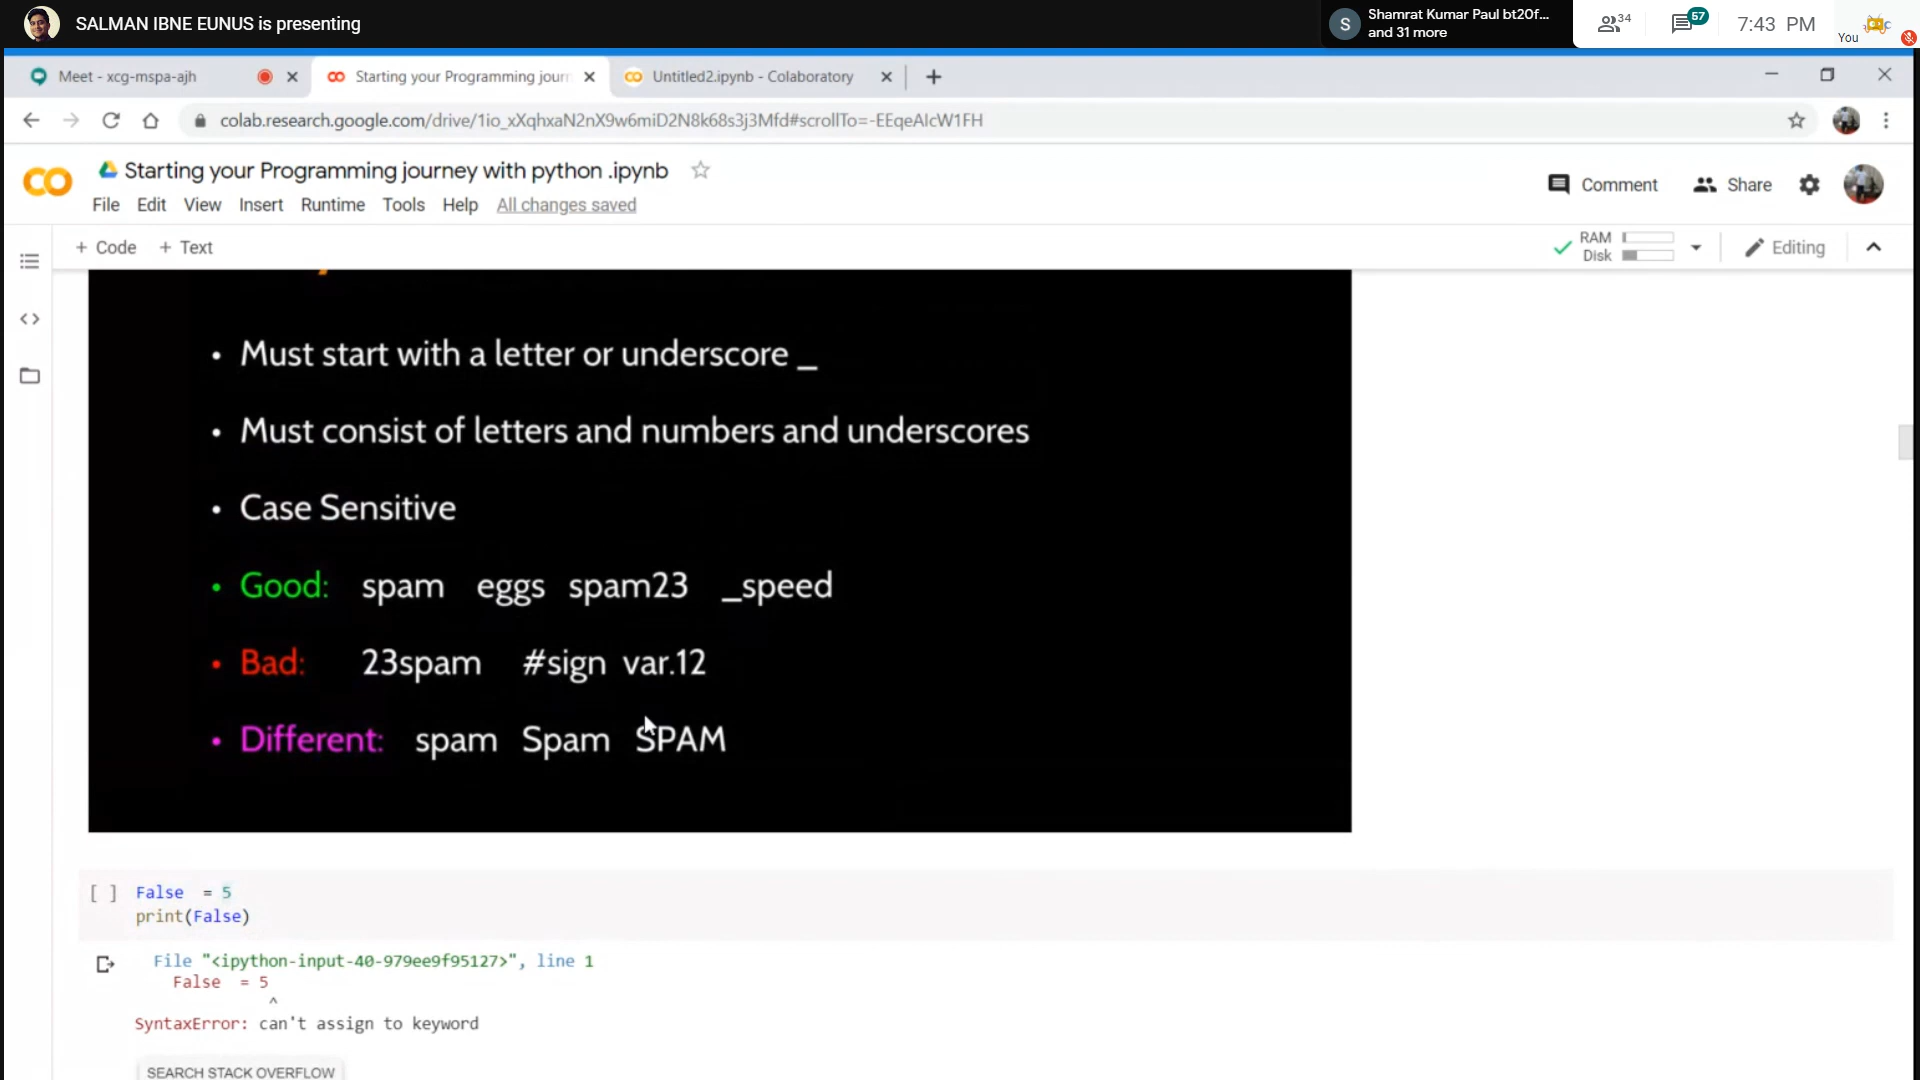 SALMAN IBNE EUNUS is presenting
S
Shamrat Kumar Paul bt20f...
and 31 more
34
57
7:43 PM
You
Meet - xcg-mspa-ajh
Starting your Programming jour
Untitled2.ipynb - Colaboratory
colab.research.google.com/drive/1io_xXqhxaN2nX9w6miD2N8k68s3j3Mfd#scrollTo=-EEqeAlcW1FH
Starting your Programming journey with python .ipynb
Comment
Share
File Edit View Insert Runtime Tools Help All changes saved
+ Code + Text
RAM
Disk
Editing
• Must start with a letter or underscore _
• Must consist of letters and numbers and underscores
• Case Sensitive
• Good: spam eggs spam23 _speed
• Bad: 23spam #sign var.12
• Different: spam Spam SPAM
[ ] False = 5
print(False)
File "<ipython-input-40-979ee9f95127>", line 1
False = 5
^
SyntaxError: can't assign to keyword
SEARCH STACK OVERFLOW